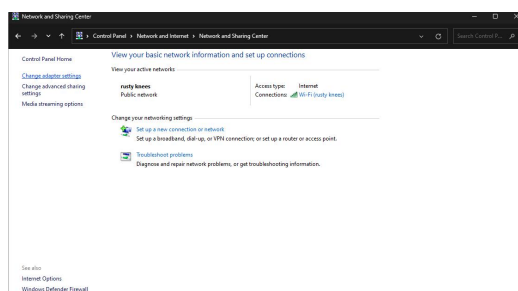 Network and Sharing Center
Control Panel > Network and Internet > Network and Sharing Center
Search Control P...
Control Panel Home
Change adapter settings
Change advanced sharing
settings
Media streaming options
View your basic network information and set up connections
View your active networks
rusty knees
Public network
Access type: Internet
Connections: Wi-Fi (rusty knees)
Change your networking settings
Set up a new connection or network
Set up a broadband, dial-up, or VPN connection; or set up a router or access point.
Troubleshoot problems
Diagnose and repair network problems, or get troubleshooting information.
See also
Internet Options
Windows Defender Firewall